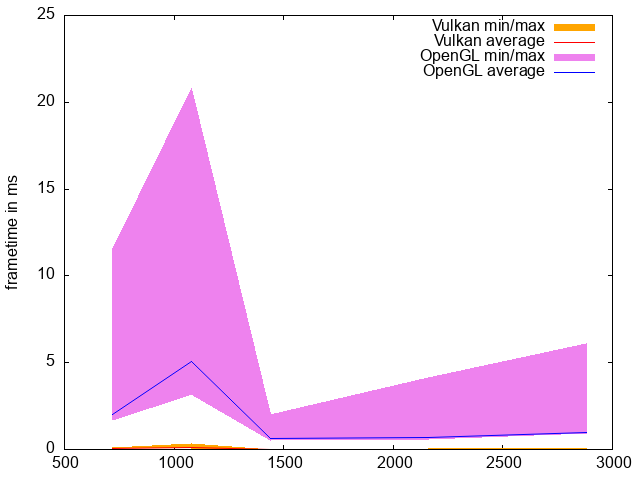 25
20
15
10
5
0
500
1000
1500
2000
2500
3000
frametime in ms
Vulkan min/max
Vulkan average
OpenGL min/max
OpenGL average